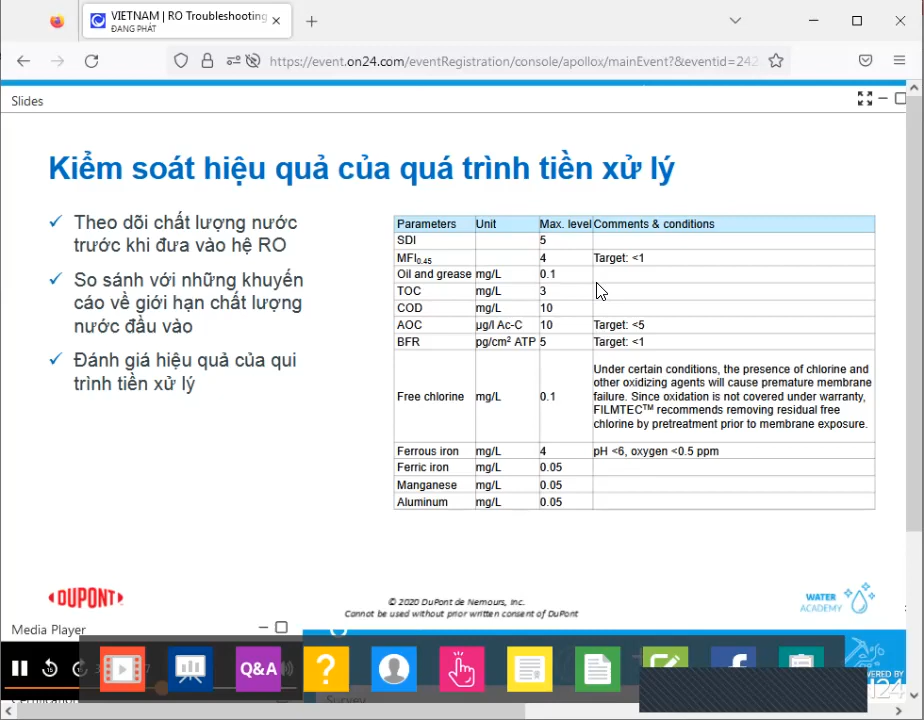 VIETNAM | RO Troubleshooting
ĐANG PHÁT
https://event.on24.com/eventRegistration/console/apollox/mainEvent?&eventid=242
Slides
Kiểm soát hiệu quả của quá trình tiền xử lý
Theo dõi chất lượng nước
trước khi đưa vào hệ RO
So sánh với những khuyến
cáo về giới hạn chất lượng
nước đầu vào
Đánh giá hiệu quả của qui
trình tiền xử lý
Parameters Unit Max. level Comments & conditions
SDI 5
MFI0.45 4 Target: <1
Oil and grease mg/L 0.1
TOC mg/L 3
COD mg/L 10
AOC µg/l Ac-C 10 Target: <5
BFR pg/cm² ATP 5 Target: <1
Free chlorine mg/L 0.1
Under certain conditions, the presence of chlorine and
other oxidizing agents will cause premature membrane
failure. Since oxidation is not covered under warranty,
FILMTEC™ recommends removing residual free
chlorine by pretreatment prior to membrane exposure.
Ferrous iron mg/L 4 pH <6, oxygen <0.5 ppm
Ferric iron mg/L 0.05
Manganese mg/L 0.05
Aluminum mg/L 0.05
DUPONT
© 2020 DuPont de Nemours, Inc.
Cannot be used without prior written consent of DuPont
WATER
ACADEMY
Media Player
15
Q&A
?
f
Survey